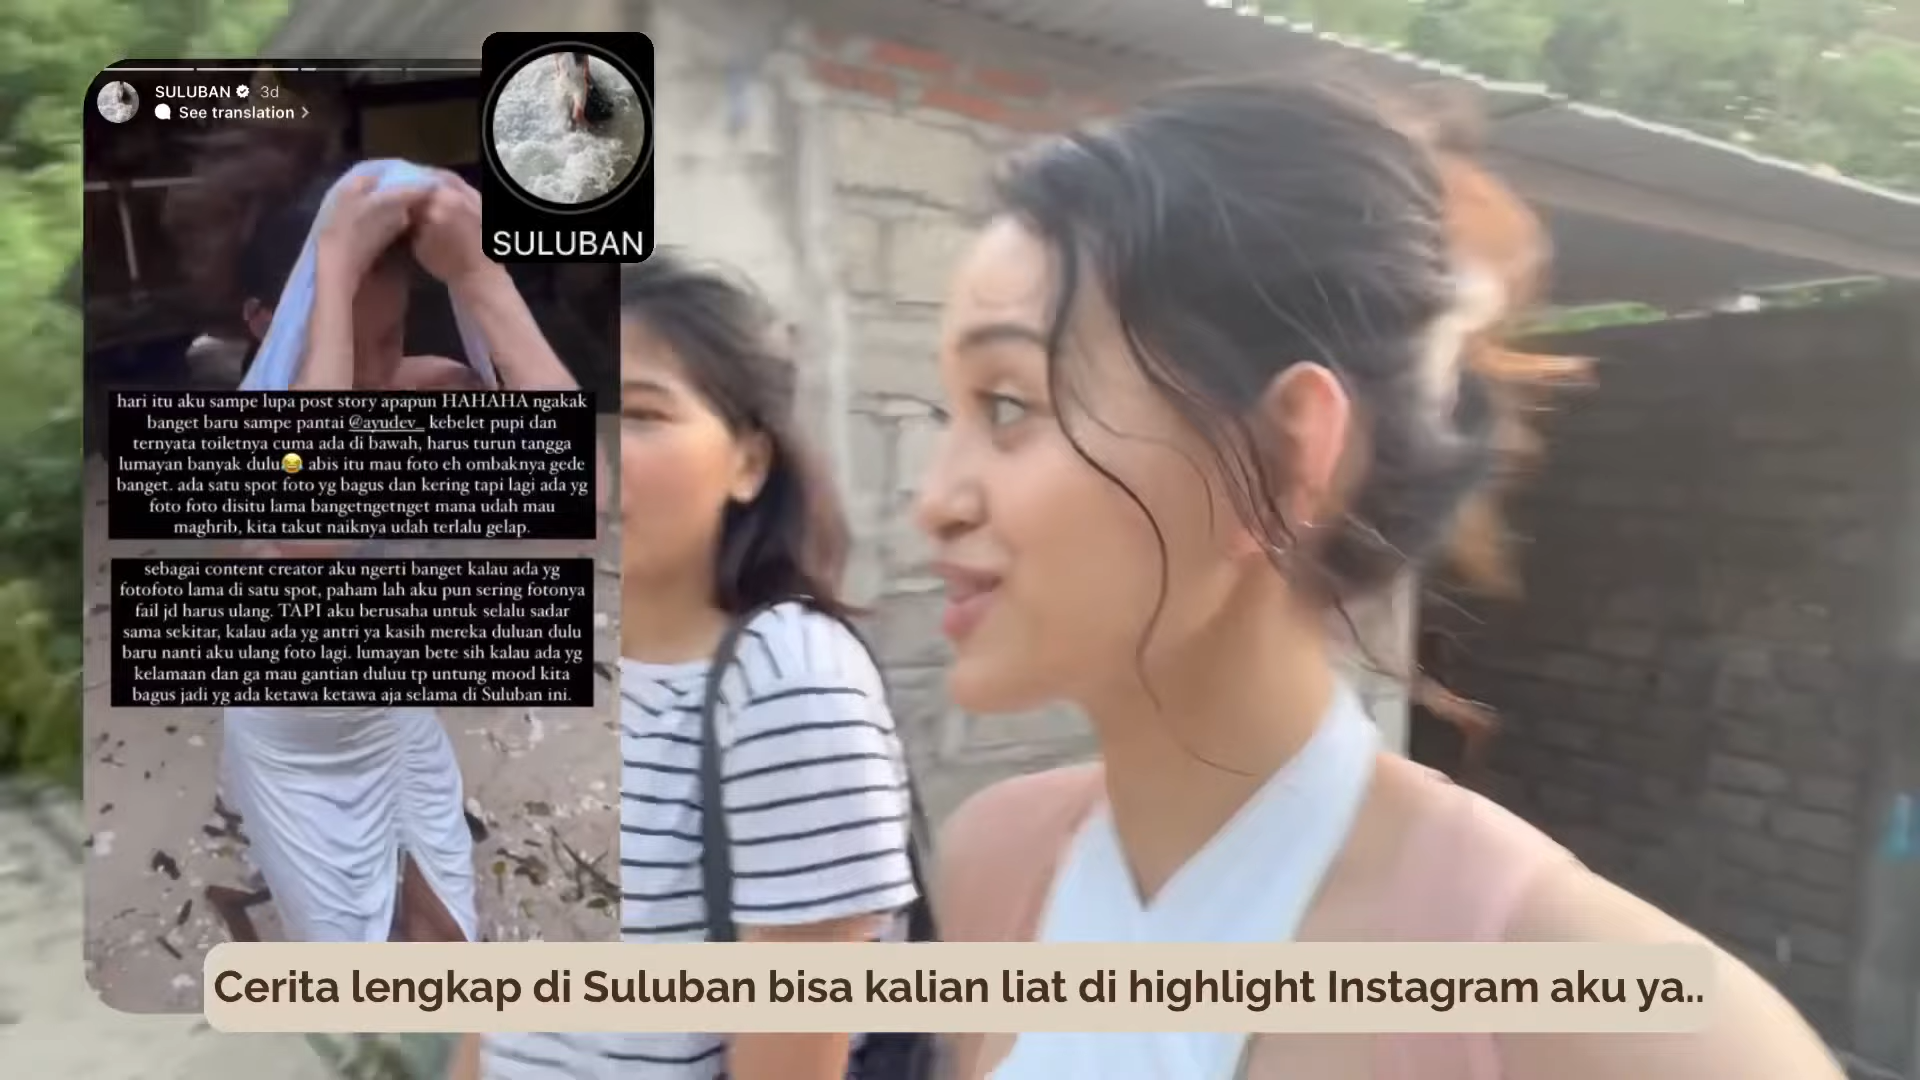 SULUBAN 3d
See translation >
SULUBAN
hari itu aku sampe lupa post story apapun HAHAHA ngakak
banget baru sampe pantai @ayudev_ kebelet pupi dan
ternyata toiletnya cuma ada di bawah, harus turun tangga
lumayan banyak dulu😂 abis itu mau foto eh ombaknya gede
banget. ada satu spot foto yg bagus dan kering tapi lagi ada yg
foto foto disitu lama bangetngetnget mana udah mau
maghrib, kita takut naiknya udah terlalu gelap.
sebagai content creator aku ngerti banget kalau ada yg
fotofoto lama di satu spot, paham lah aku pun sering fotonya
fail jd harus ulang. TAPI aku berusaha untuk selalu sadar
sama sekitar, kalau ada yg antri ya kasih mereka duluan dulu
baru nanti aku ulang foto lagi. lumayan bete sih kalau ada yg
kelamaan dan ga mau gantian duluu tp untung mood kita
bagus jadi yg ada ketawa ketawa aja selama di Suluban ini.
Cerita lengkap di Suluban bisa kalian liat di highlight Instagram aku ya..